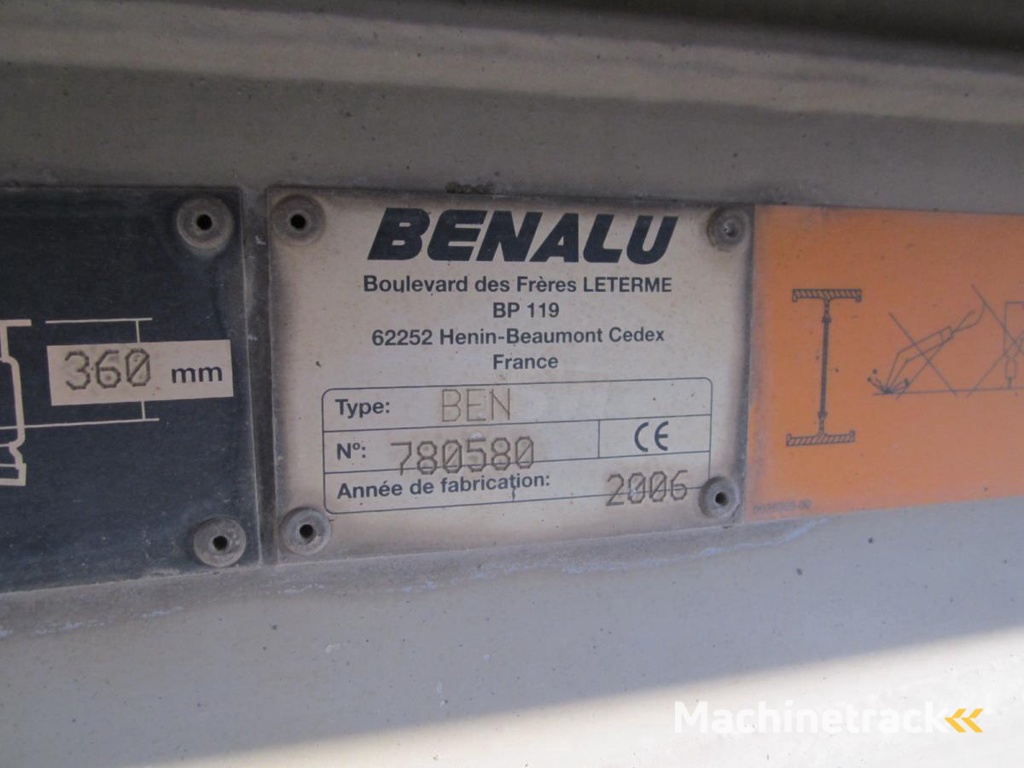 360 mm
BENALU
Boulevard des Frères LETERME
BP 119
62252 Henin-Beaumont Cedex
France
Type: BEN
N°: 780580 CE
Année de fabrication: 2006
Machinetrack